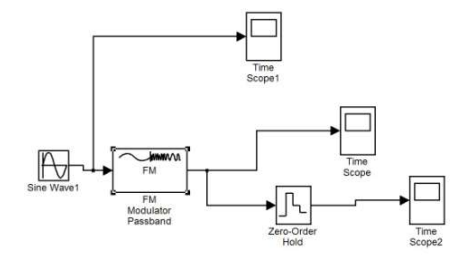 Time
Scope1
FM
Sine Wave1
FM
Modulator
Passband
Time
Scope
Zero-Order
Hold
Time
Scope2